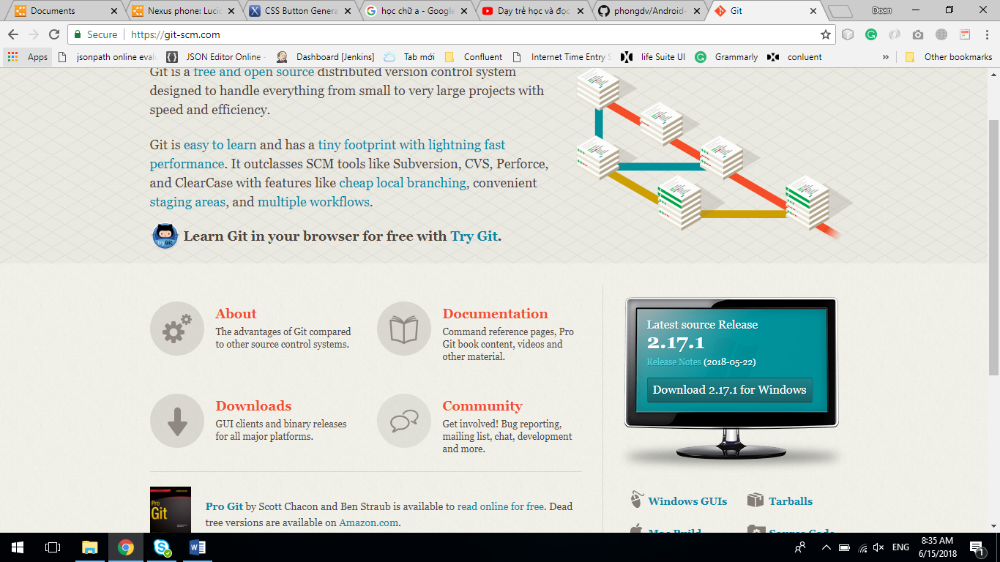 Documents
Nexus phone: Lucid
CSS Button Genera
học chữ a - Google
Dạy trẻ học và đọc
phongdv/Android-
Git
Doan
Secure
https://git-scm.com
Apps
jsonpath online eval
JSON Editor Online -
Dashboard [Jenkins]
Tab mới
Confluent
Internet Time Entry S
life Suite UI
Grammarly
conluent
»
Other bookmarks
Git is a free and open source distributed version control system
designed to handle everything from small to very large projects with
speed and efficiency.
Git is easy to learn and has a tiny footprint with lightning fast
performance. It outclasses SCM tools like Subversion, CVS, Perforce,
and ClearCase with features like cheap local branching, convenient
staging areas, and multiple workflows.
tryGit
Learn Git in your browser for free with Try Git.
About
The advantages of Git compared
to other source control systems.
Documentation
Command reference pages, Pro
Git book content, videos and
other material.
Downloads
GUI clients and binary releases
for all major platforms.
Community
Get involved! Bug reporting,
mailing list, chat, development
and more.
Latest source Release
2.17.1
Release Notes (2018-05-22)
Download 2.17.1 for Windows
Windows GUIs
Tarballs
Mac Build
Source Code
Pro
Git
Pro Git by Scott Chacon and Ben Straub is available to read online for free. Dead
tree versions are available on Amazon.com.
ENG
8:35 AM
6/15/2018
1